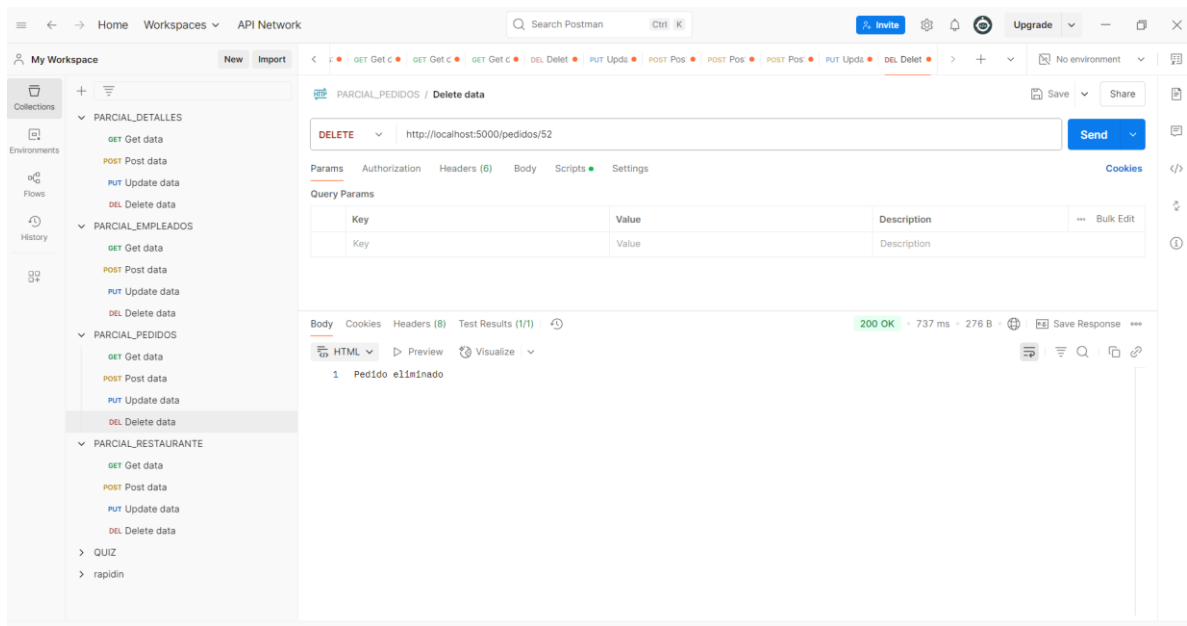 Home Workspaces API Network Search Postman Ctrl K Invite Upgrade
My Workspace New Import GET Get c GET Get c GET Get c DEL Delet PUT Upda POST Pos POST Pos POST Pos PUT Upda DEL Delet No environment
Collections
Environments
Flows
History
PARCIAL_DETALLES
GET Get data
POST Post data
PUT Update data
DEL Delete data
PARCIAL_EMPLEADOS
GET Get data
POST Post data
PUT Update data
DEL Delete data
PARCIAL_PEDIDOS
GET Get data
POST Post data
PUT Update data
DEL Delete data
PARCIAL_RESTAURANTE
GET Get data
POST Post data
PUT Update data
DEL Delete data
QUIZ
rapidin
HTTP PARCIAL_PEDIDOS / Delete data Save Share
DELETE http://localhost:5000/pedidos/52 Send
Params Authorization Headers (6) Body Scripts Settings Cookies
Query Params
Key Value Description Bulk Edit
Key Value Description
Body Cookies Headers (8) Test Results (1/1) 200 OK 737 ms 276 B e.g. Save Response
HTML Preview Visualize
1 Pedido eliminado